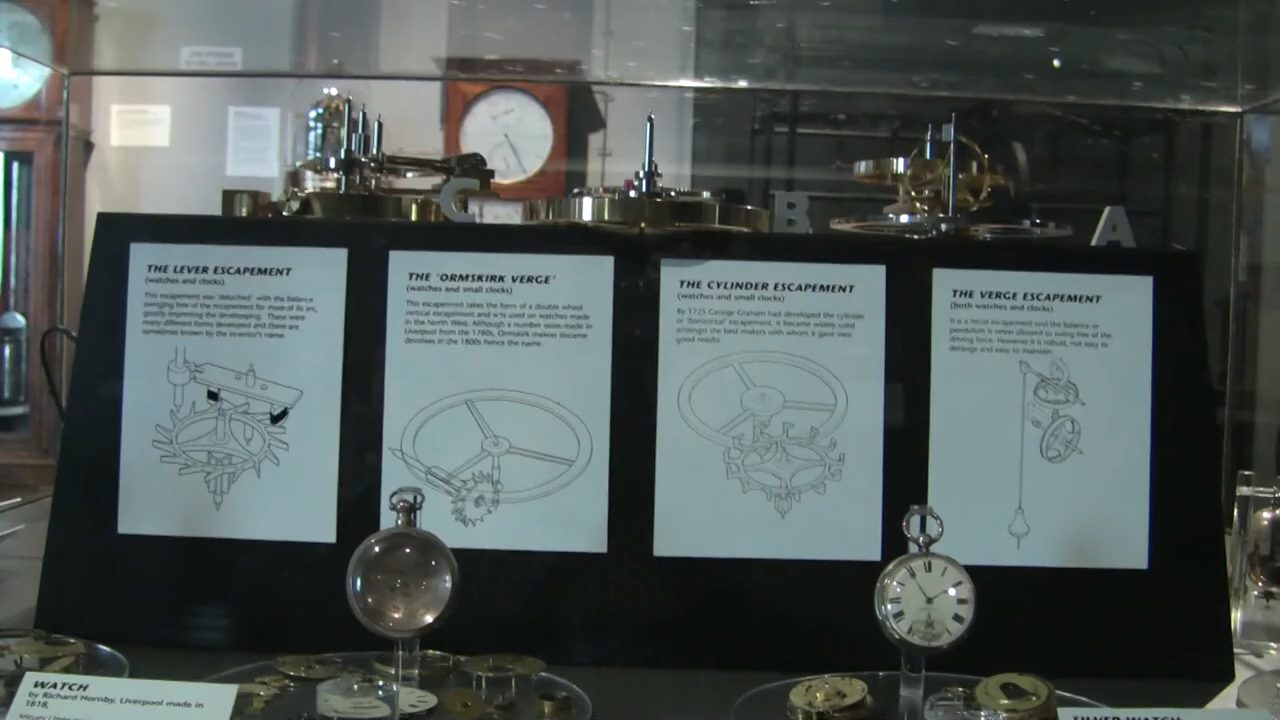 C
B
A
THE LEVER ESCAPEMENT
(watches and clocks)
This escapement was 'detached' with the balance
swinging free of the escapement for most of its arc,
greatly improving the timekeeping. There were
many different forms developed and these are
sometimes known by the inventor's name.
THE 'ORMSKIRK VERGE'
(watches and small clocks)
This escapement takes the form of a double wheel
vertical escapement and was used on watches made
in the North West. Although a number were made in
Liverpool from the 1760s, Ormskirk makers became
devotees in the 1800s hence the name.
THE CYLINDER ESCAPEMENT
(watches and small clocks)
By 1725 George Graham had developed the cylinder
or 'horizontal' escapement. It became widely used
amongst the best makers with whom it gave very
good results.
THE VERGE ESCAPEMENT
(both watches and clocks)
It is a recoil escapement and the balance or
pendulum is never allowed to swing free of the
driving force. However it is robust, not easy to
derange and easy to maintain.
WATCH
by Richard Hornby, Liverpool made in
1818,
SILVER WATCH